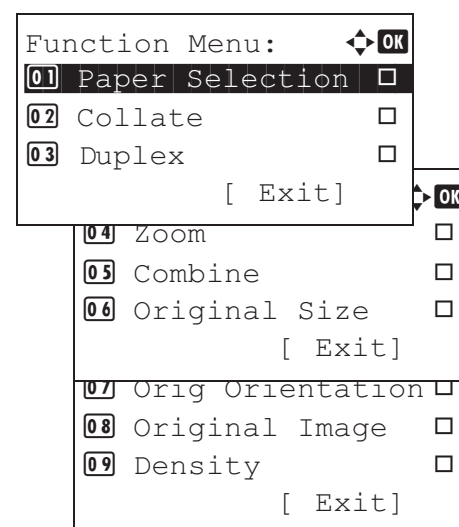 Function Menu: OK
01 Paper Selection
02 Collate
03 Duplex
[ Exit]
OK
04 Zoom
05 Combine
06 Original Size
[ Exit]
07 Orig Orientation
08 Original Image
09 Density
[ Exit]